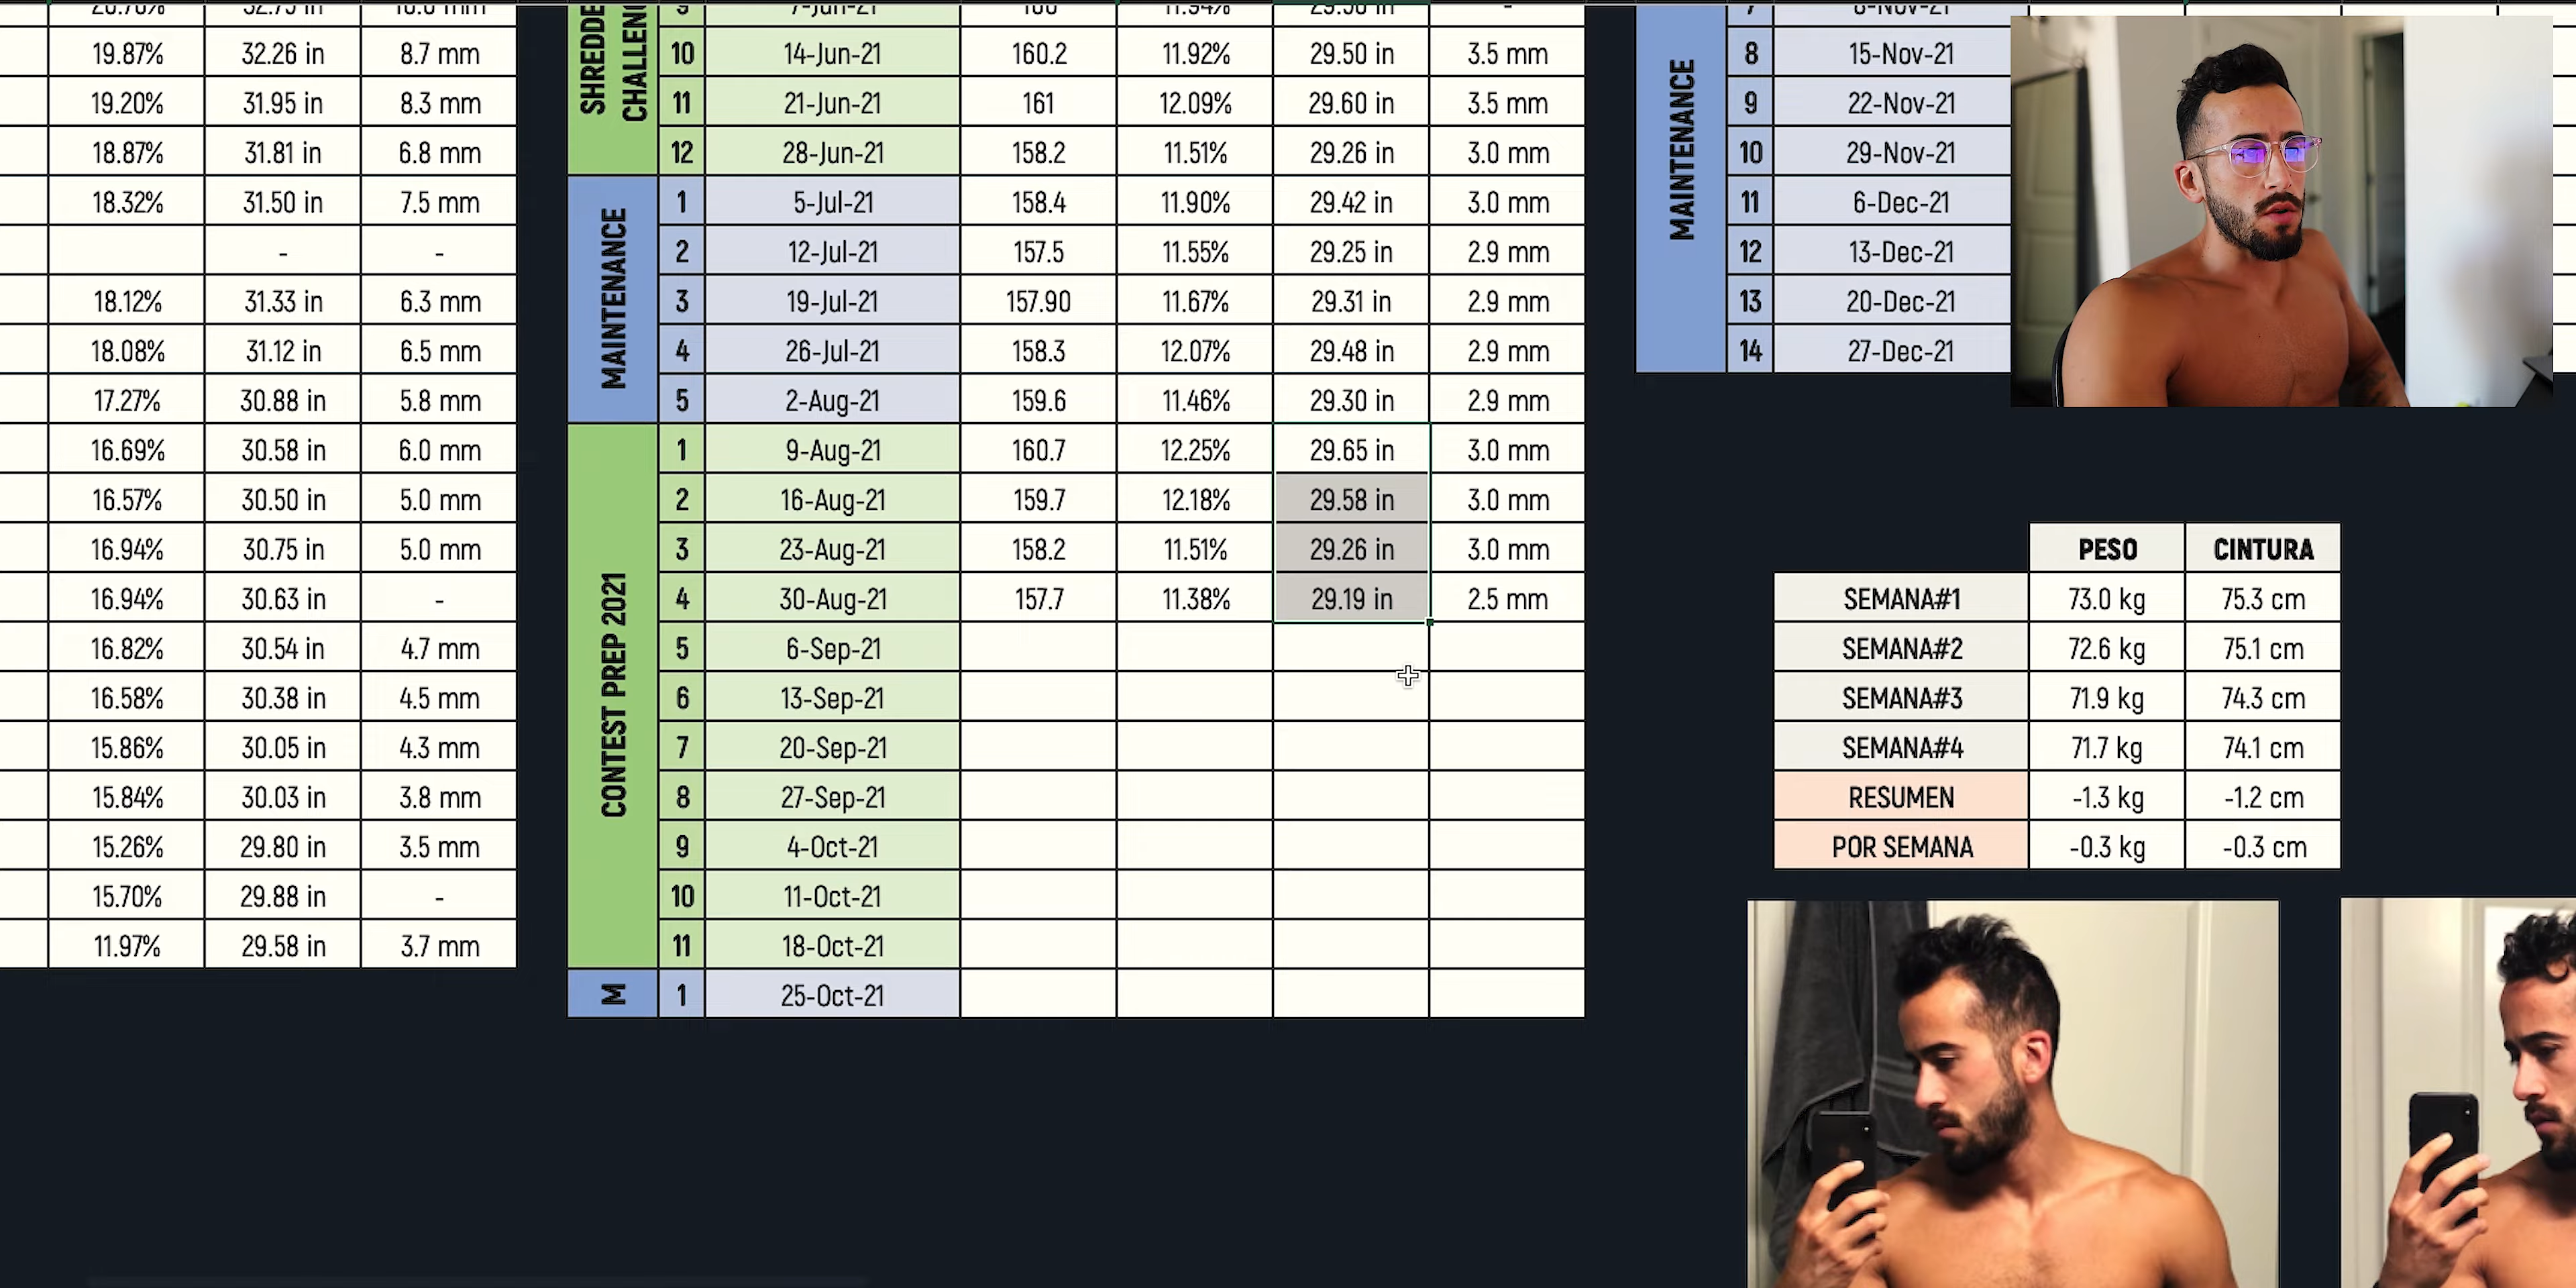 19.87% 32.26 in 8.7 mm
19.20% 31.95 in 8.3 mm
18.87% 31.81 in 6.8 mm
18.32% 31.50 in 7.5 mm
- -
18.12% 31.33 in 6.3 mm
18.08% 31.12 in 6.5 mm
17.27% 30.88 in 5.8 mm
16.69% 30.58 in 6.0 mm
16.57% 30.50 in 5.0 mm
16.94% 30.75 in 5.0 mm
16.94% 30.63 in -
16.82% 30.54 in 4.7 mm
16.58% 30.38 in 4.5 mm
15.86% 30.05 in 4.3 mm
15.84% 30.03 in 3.8 mm
15.26% 29.80 in 3.5 mm
15.70% 29.88 in -
11.97% 29.58 in 3.7 mm
9 7-Jun-21 160 11.94% 29.50 in -
10 14-Jun-21 160.2 11.92% 29.50 in 3.5 mm
11 21-Jun-21 161 12.09% 29.60 in 3.5 mm
12 28-Jun-21 158.2 11.51% 29.26 in 3.0 mm
MAINTENANCE
1 5-Jul-21 158.4 11.90% 29.42 in 3.0 mm
2 12-Jul-21 157.5 11.55% 29.25 in 2.9 mm
3 19-Jul-21 157.90 11.67% 29.31 in 2.9 mm
4 26-Jul-21 158.3 12.07% 29.48 in 2.9 mm
5 2-Aug-21 159.6 11.46% 29.30 in 2.9 mm
CONTEST PREP 2021
1 9-Aug-21 160.7 12.25% 29.65 in 3.0 mm
2 16-Aug-21 159.7 12.18% 29.58 in 3.0 mm
3 23-Aug-21 158.2 11.51% 29.26 in 3.0 mm
4 30-Aug-21 157.7 11.38% 29.19 in 2.5 mm
5 6-Sep-21
6 13-Sep-21
7 20-Sep-21
8 27-Sep-21
9 4-Oct-21
10 11-Oct-21
11 18-Oct-21
M
1 25-Oct-21
MAINTENANCE
7 8-Nov-21
8 15-Nov-21
9 22-Nov-21
10 29-Nov-21
11 6-Dec-21
12 13-Dec-21
13 20-Dec-21
14 27-Dec-21
PESO CINTURA
SEMANA#1 73.0 kg 75.3 cm
SEMANA#2 72.6 kg 75.1 cm
SEMANA#3 71.9 kg 74.3 cm
SEMANA#4 71.7 kg 74.1 cm
RESUMEN -1.3 kg -1.2 cm
POR SEMANA -0.3 kg -0.3 cm